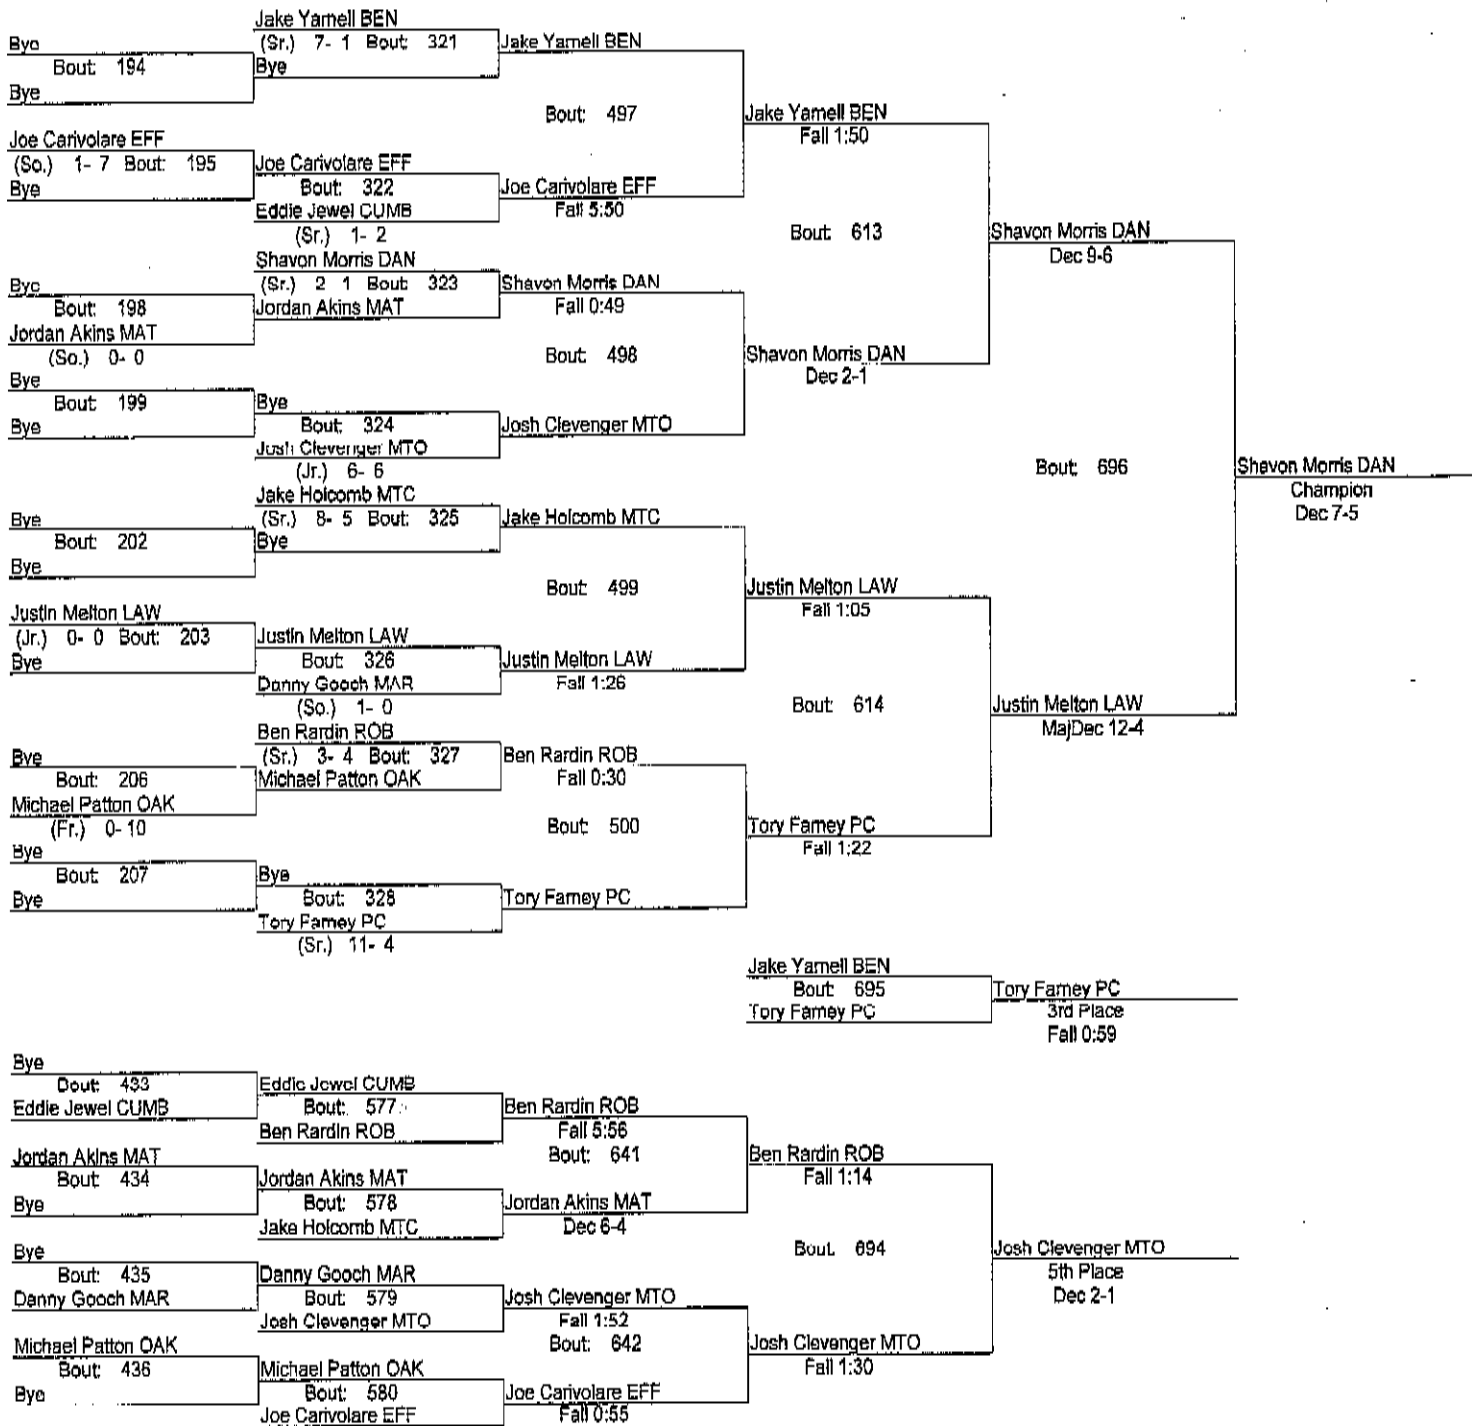 Jake Yarnell BEN
Bye
(Sr.) 7- 1 Bout: 321
Jake Yarnell BEN
Bout: 194
Bye
Bye
Bout: 497
Jake Yarnell BEN
Fall 1:50
Joe Carivolare EFF
(So.) 1- 7 Bout: 195
Joe Carivolare EFF
Bye
Bout: 322
Joe Carivolare EFF
Eddie Jewel CUMB
Fall 5:50
(Sr.) 1- 2
Bout: 613
Shavon Morris DAN
Dec 9-6
Shavon Morris DAN
Bye
(Sr.) 2 1 Bout: 323
Shavon Morris DAN
Bout: 198
Jordan Akins MAT
Fall 0:49
Jordan Akins MAT
(So.) 0- 0
Bout: 498
Shavon Morris DAN
Dec 2-1
Bye
Bout: 199
Bye
Bye
Bout: 324
Josh Clevenger MTO
Josh Clevenger MTO
(Jr.) 6- 6
Bout: 696
Shavon Morris DAN
Champion
Dec 7-5
Jake Holcomb MTC
Bye
(Sr.) 8- 5 Bout: 325
Jake Holcomb MTC
Bout: 202
Bye
Bye
Bout: 499
Justin Melton LAW
Fall 1:05
Justin Melton LAW
(Jr.) 0- 0 Bout: 203
Justin Melton LAW
Bye
Bout: 326
Justin Melton LAW
Danny Gooch MAR
Fall 1:26
(So.) 1- 0
Bout: 614
Justin Melton LAW
MajDec 12-4
Ben Rardin ROB
Bye
(Sr.) 3- 4 Bout: 327
Ben Rardin ROB
Bout: 206
Michael Patton OAK
Fall 0:30
Michael Patton OAK
(Fr.) 0- 10
Bout: 500
Tory Farney PC
Fall 1:22
Bye
Bout: 207
Bye
Bye
Bout: 328
Tory Farney PC
Tory Farney PC
(Sr.) 11- 4
Jake Yarnell BEN
Bout: 695
Tory Farney PC
Tory Farney PC
3rd Place
Fall 0:59
Bye
Bout: 433
Eddie Jewel CUMB
Eddie Jewel CUMB
Bout: 577
Ben Rardin ROB
Ben Rardin ROB
Fall 5:56
Bout: 641
Ben Rardin ROB
Fall 1:14
Jordan Akins MAT
Bout: 434
Jordan Akins MAT
Bye
Bout: 578
Jordan Akins MAT
Jake Holcomb MTC
Dec 6-4
Bout: 694
Josh Clevenger MTO
5th Place
Dec 2-1
Bye
Bout: 435
Danny Gooch MAR
Danny Gooch MAR
Bout: 579
Josh Clevenger MTO
Josh Clevenger MTO
Fall 1:52
Bout: 642
Josh Clevenger MTO
Fall 1:30
Michael Patton OAK
Bout: 436
Michael Patton OAK
Bye
Bout: 580
Joe Carivolare EFF
Joe Carivolare EFF
Fall 0:55